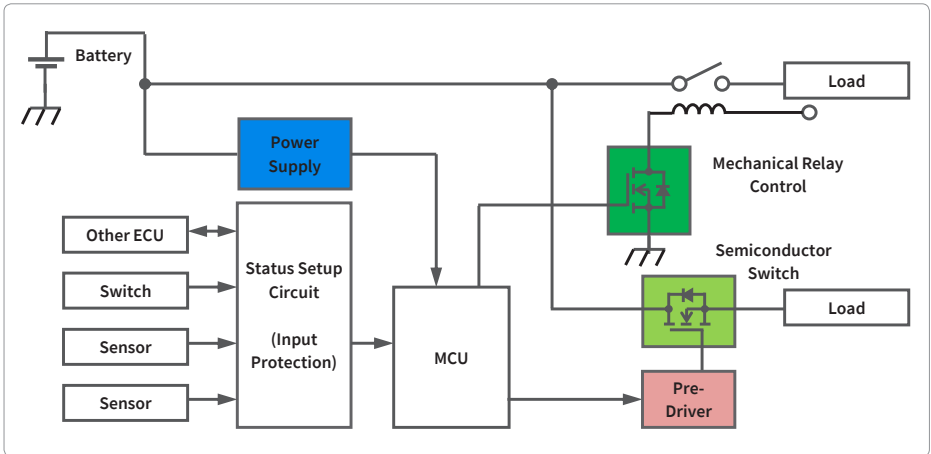 Battery
Load
Power
Supply
Mechanical Relay
Control
Other ECU
Status Setup
Circuit
(Input
Protection)
Switch
Sensor
Sensor
MCU
Semiconductor
Switch
Load
Pre-
Driver